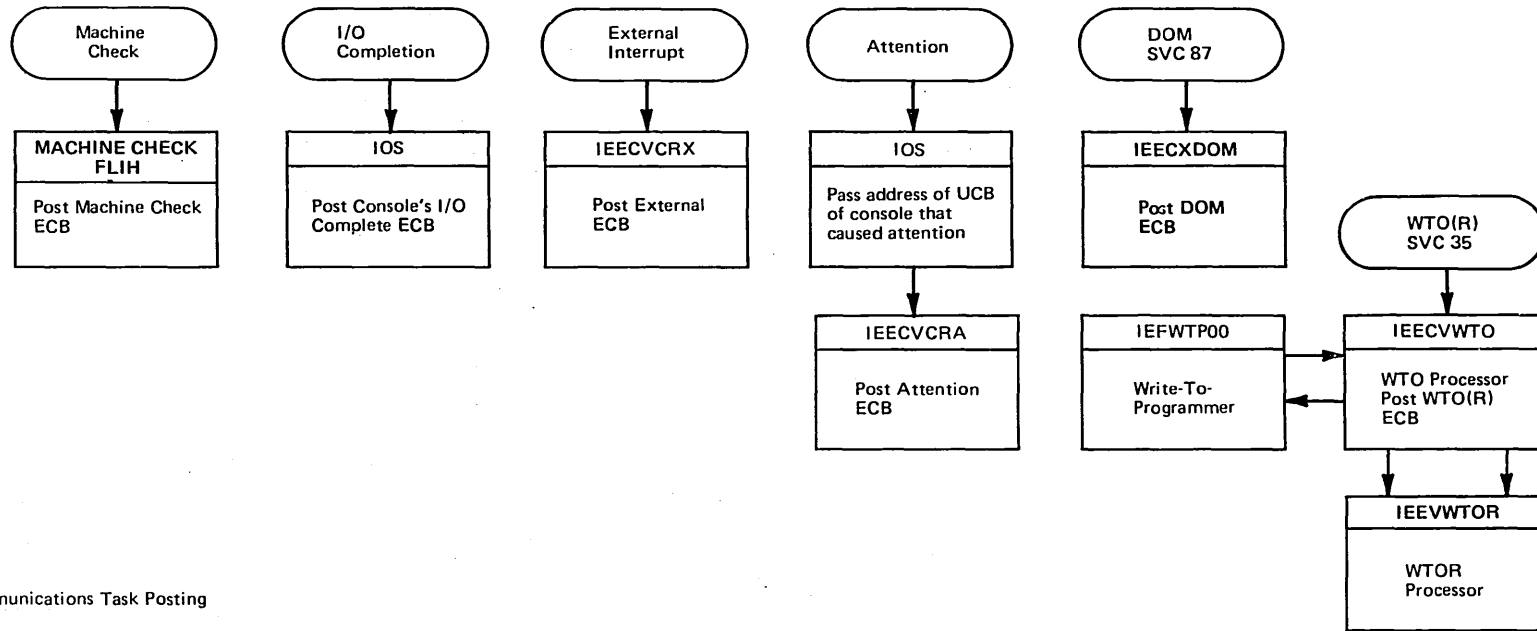 Machine
Check
I/O
Completion
External
Interrupt
Attention
DOM
SVC 87
MACHINE CHECK
FLIH
Post Machine Check
ECB
IOS
Post Console's I/O
Complete ECB
IEECVCRX
Post External
ECB
IOS
Pass address of UCB
of console that
caused attention
IEECXDOM
Post DOM
ECB
WTO(R)
SVC 35
IEECVCRA
Post Attention
ECB
IEFWTP00
Write-To-
Programmer
IEECVWTO
WTO Processor
Post WTO(R)
ECB
IEEVWTOR
WTOR
Processor
munications Task Posting